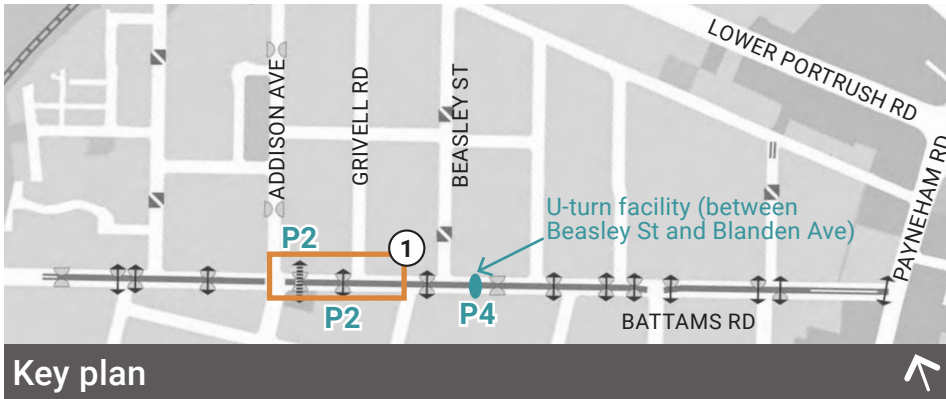 LOWER PORTRUSH RD
ADDISON AVE
GRIVELL RD
BEASLEY ST
PAYNEHAM RD
U-turn facility (between
Beasley St and Blanden Ave)
P2
1
P2
P4
BATTAMS RD
Key plan